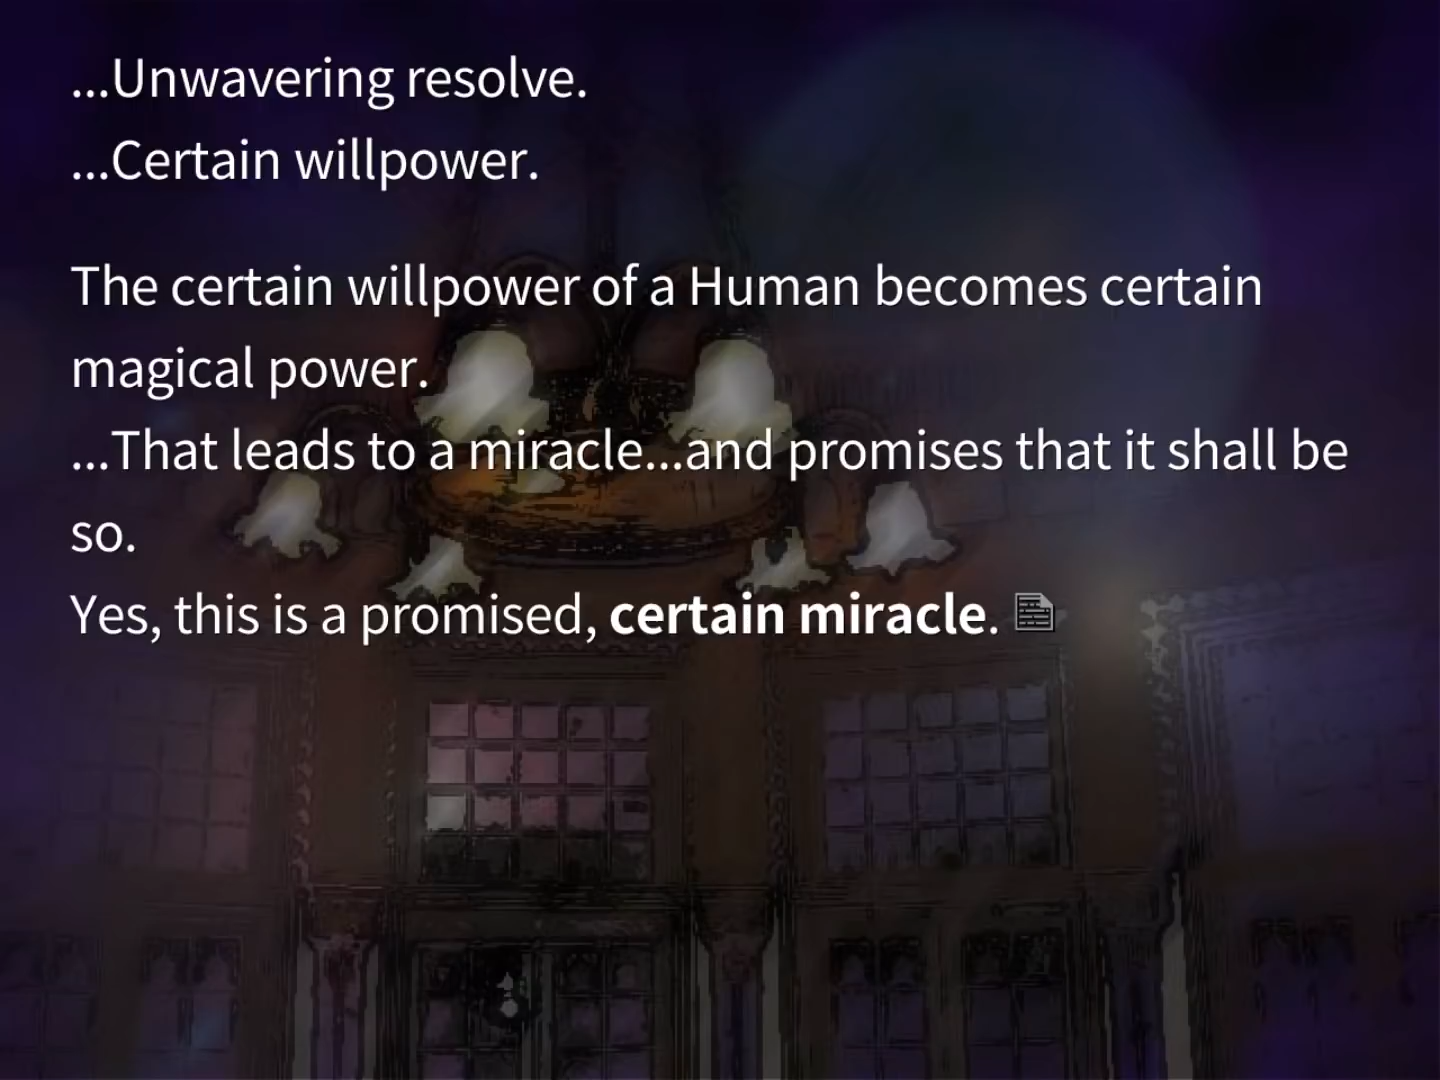 ...Unwavering resolve.
...Certain willpower.
The certain willpower of a Human becomes certain
magical power.
...That leads to a miracle...and promises that it shall be
so.
Yes, this is a promised, certain miracle.